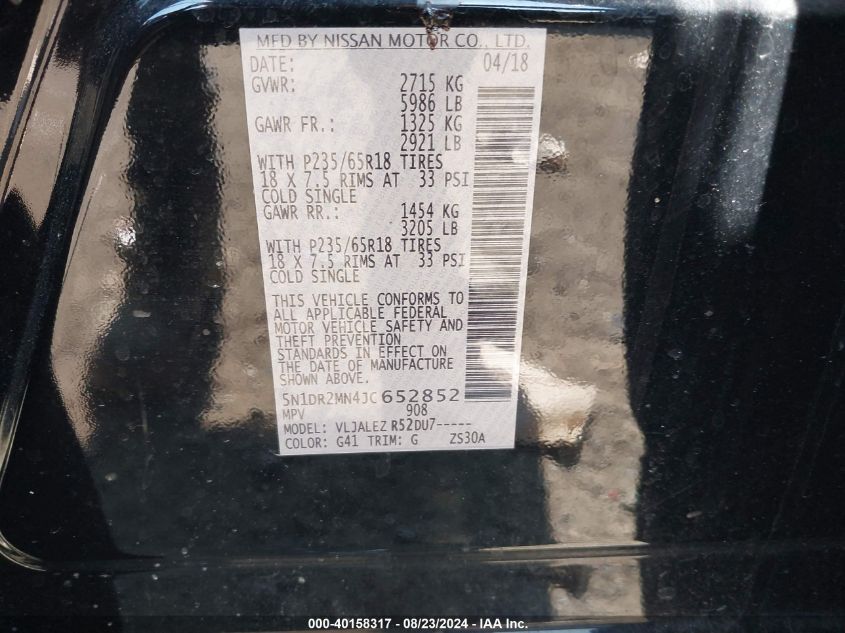 MFD BY NISSAN MOTOR CO., LTD.
DATE: 04/18
GVWR: 2715 KG
5986 LB
GAWR FR.: 1325 KG
2921 LB
WITH P235/65R18 TIRES
18 X 7.5 RIMS AT 33 PSI
COLD SINGLE
GAWR RR.: 1454 KG
3205 LB
WITH P235/65R18 TIRES
18 X 7.5 RIMS AT 33 PSI
COLD SINGLE
THIS VEHICLE CONFORMS TO
ALL APPLICABLE FEDERAL
MOTOR VEHICLE SAFETY AND
THEFT PREVENTION
STANDARDS IN EFFECT ON
THE DATE OF MANUFACTURE
SHOWN ABOVE.
5N1DR2MN4JC652852
MPV 908
MODEL: VLJALEZ R52DU7-----
COLOR: G41 TRIM: G ZS30A
000-40158317 - 08/23/2024 - IAA Inc.